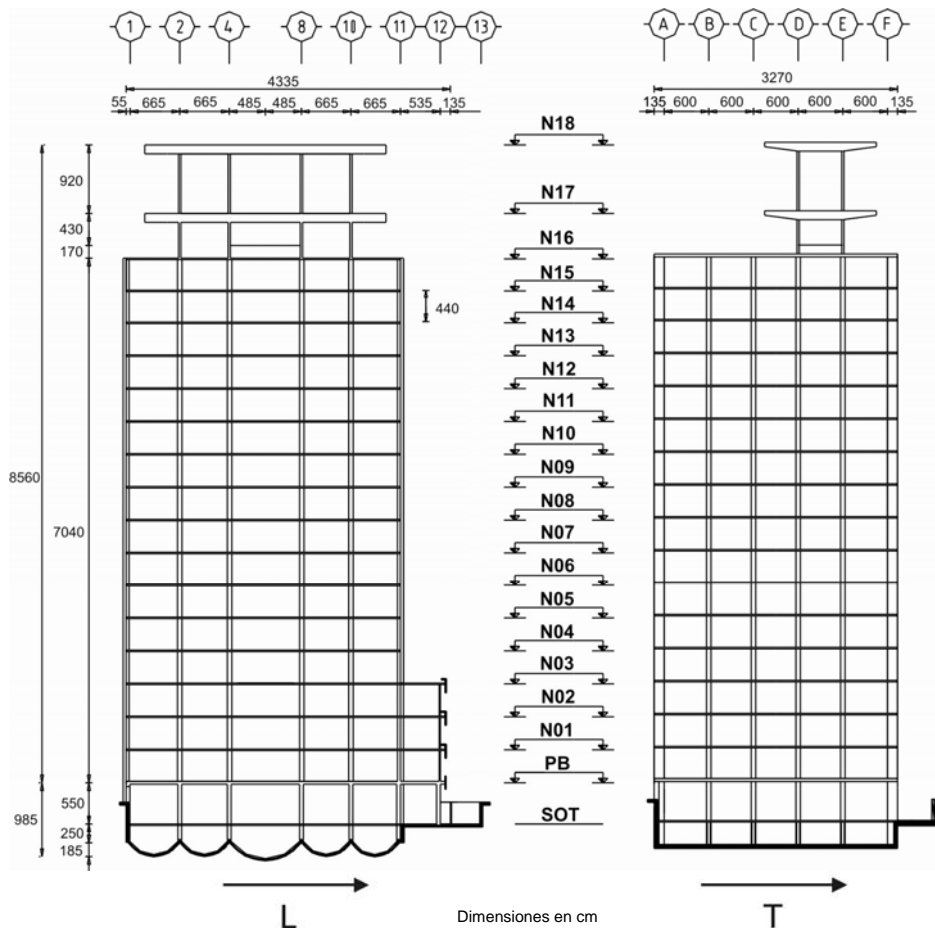 1 2 4 8 10 11 12 13 A B C D E F
4335 3270
55 665 665 485 485 665 665 535 135 135 600 600 600 600 600 135
N18
920
N17
430
N16
170
N15
440
N14
N13
N12
N11
N10
N09
8560
N08
7040
N07
N06
N05
N04
N03
N02
N01
PB
550
985
SOT
250
185
L
Dimensiones en cm
T